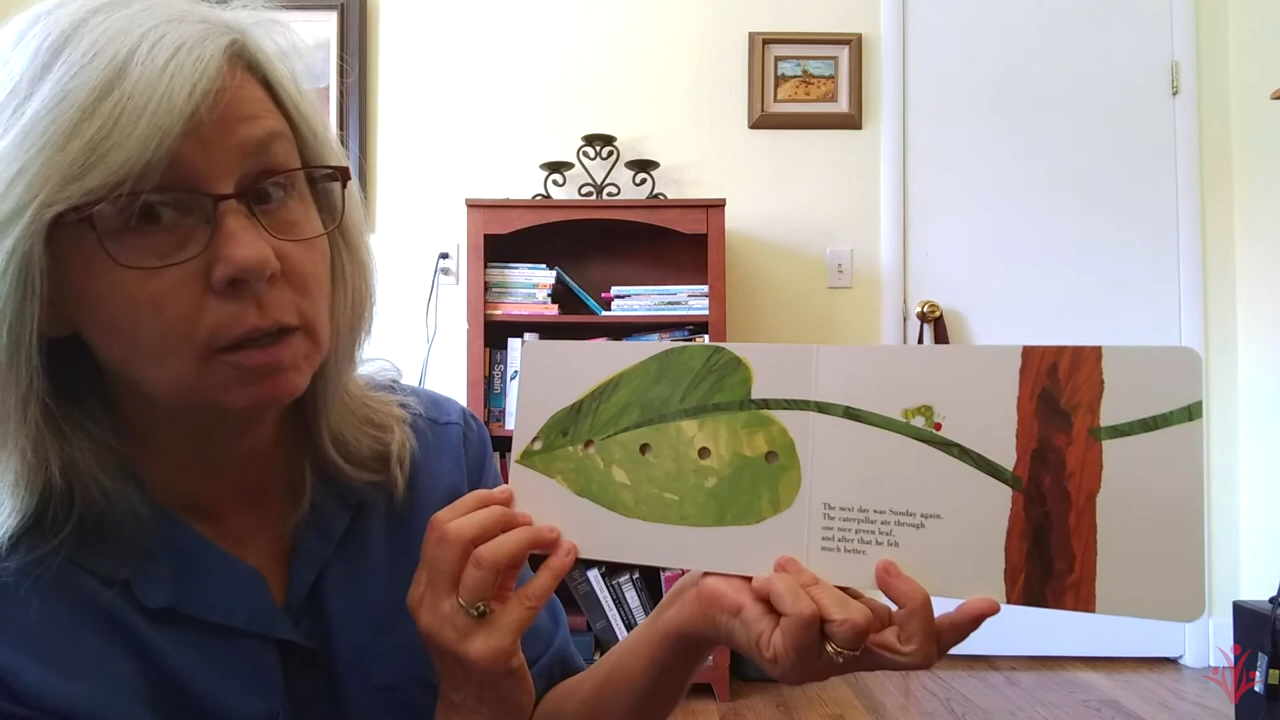 Spain
The next day was Sunday again.
The caterpillar ate through
one nice green leaf,
and after that he felt
much better.